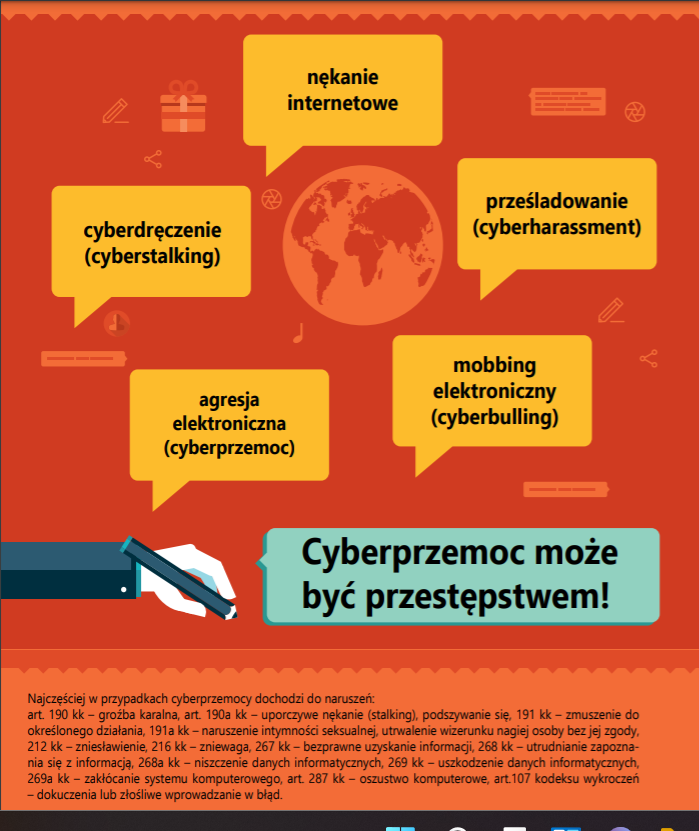 nękanie
internetowe
prześladowanie
(cyberharassment)
cyberdręczenie
(cyberstalking)
mobbing
elektroniczny
(cyberbulling)
agresja
elektroniczna
(cyberprzemoc)
Cyberprzemoc może
być przestępstwem!
Najczęściej w przypadkach cyberprzemocy dochodzi do naruszeń:
art. 190 kk – groźba karalna, art. 190a kk – uporczywe nękanie (stalking), podszywanie się, 191 kk – zmuszenie do
określonego działania, 191a kk – naruszenie intymności seksualnej, utrwalenie wizerunku nagiej osoby bez jej zgody,
212 kk – zniesławienie, 216 kk – zniewaga, 267 kk – bezprawne uzyskanie informacji, 268 kk – utrudnianie zapozna-
nia się z informacją, 268a kk – niszczenie danych informatycznych, 269 kk – uszkodzenie danych informatycznych,
269a kk – zakłócanie systemu komputerowego, art. 287 kk – oszustwo komputerowe, art.107 kodeksu wykroczeń
– dokuczenia lub złośliwe wprowadzanie w błąd.